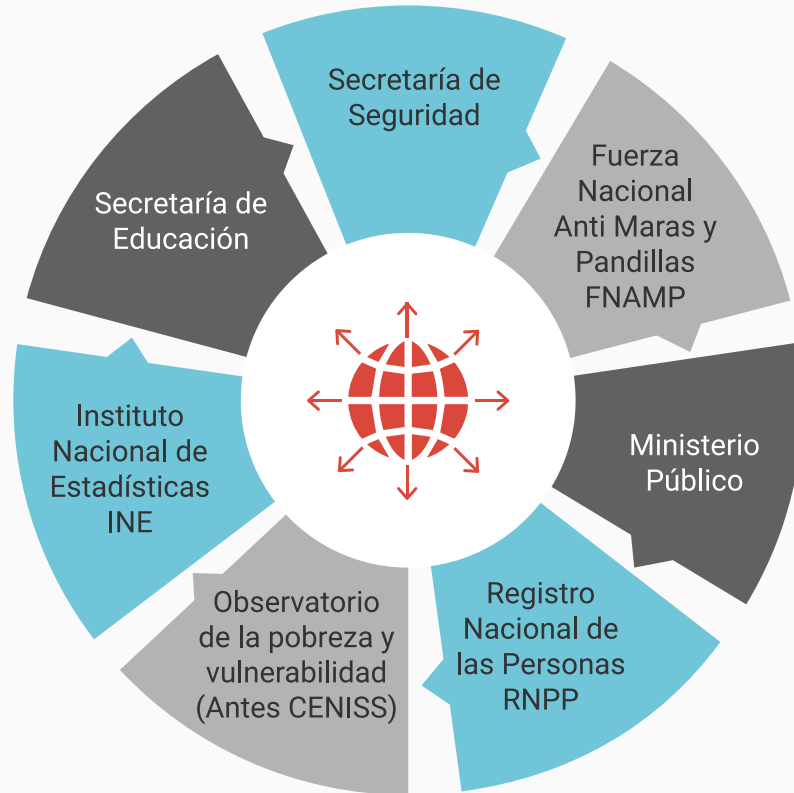 Secretaría de
Seguridad
Fuerza
Nacional
Anti Maras y
Pandillas
FNAMP
Ministerio
Público
Registro
Nacional de
las Personas
RNPP
Observatorio
de la pobreza y
vulnerabilidad
(Antes CENISS)
Instituto
Nacional de
Estadísticas
INE
Secretaría de
Educación